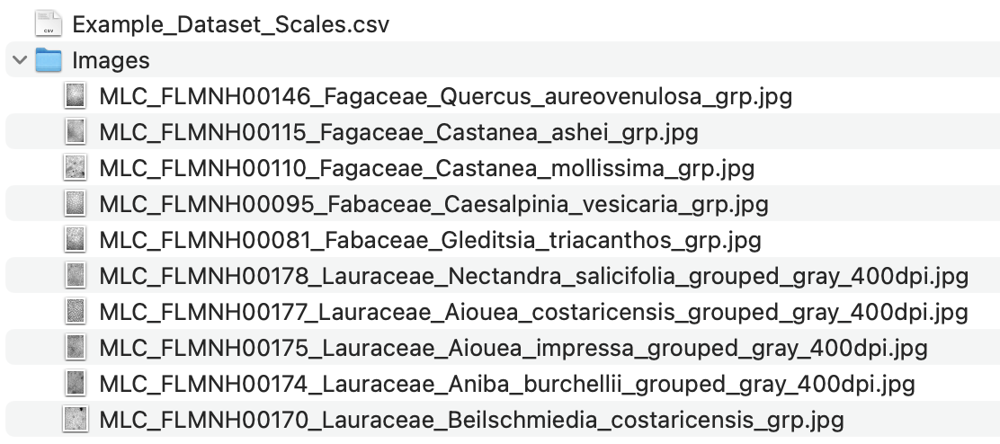 csv
Example_Dataset_Scales.csv
Images
MLC_FLMNH00146_Fagaceae_Quercus_aureovenulosa_grp.jpg
MLC_FLMNH00115_Fagaceae_Castanea_ashei_grp.jpg
MLC_FLMNH00110_Fagaceae_Castanea_mollissima_grp.jpg
MLC_FLMNH00095_Fabaceae_Caesalpinia_vesicaria_grp.jpg
MLC_FLMNH00081_Fabaceae_Gleditsia_triacanthos_grp.jpg
MLC_FLMNH00178_Lauraceae_Nectandra_salicifolia_grouped_gray_400dpi.jpg
MLC_FLMNH00177_Lauraceae_Aiouea_costaricensis_grouped_gray_400dpi.jpg
MLC_FLMNH00175_Lauraceae_Aiouea_impressa_grouped_gray_400dpi.jpg
MLC_FLMNH00174_Lauraceae_Aniba_burchellii_grouped_gray_400dpi.jpg
MLC_FLMNH00170_Lauraceae_Beilschmiedia_costaricensis_grp.jpg